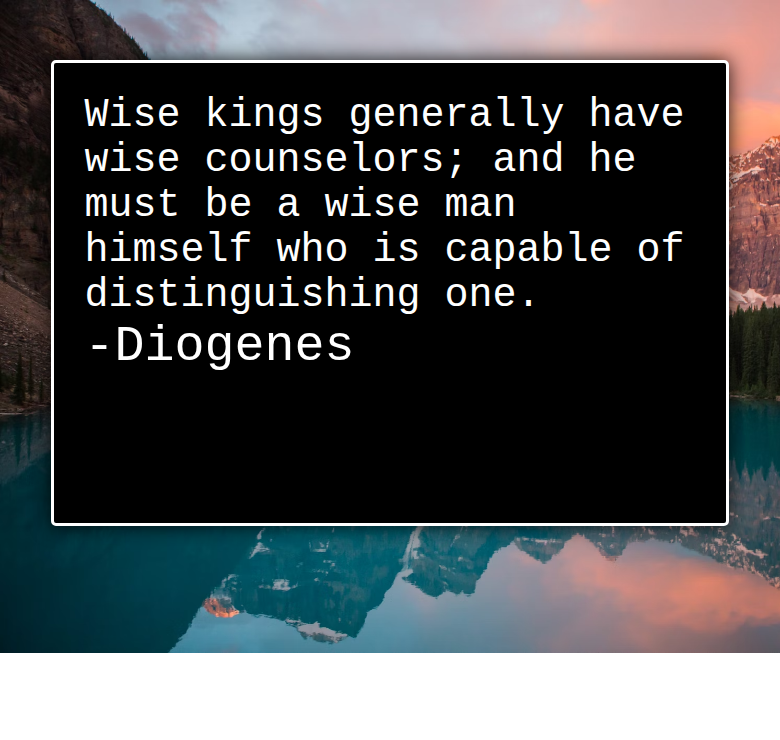 Wise kings generally have
wise counselors; and he
must be a wise man
himself who is capable of
distinguishing one.
-Diogenes